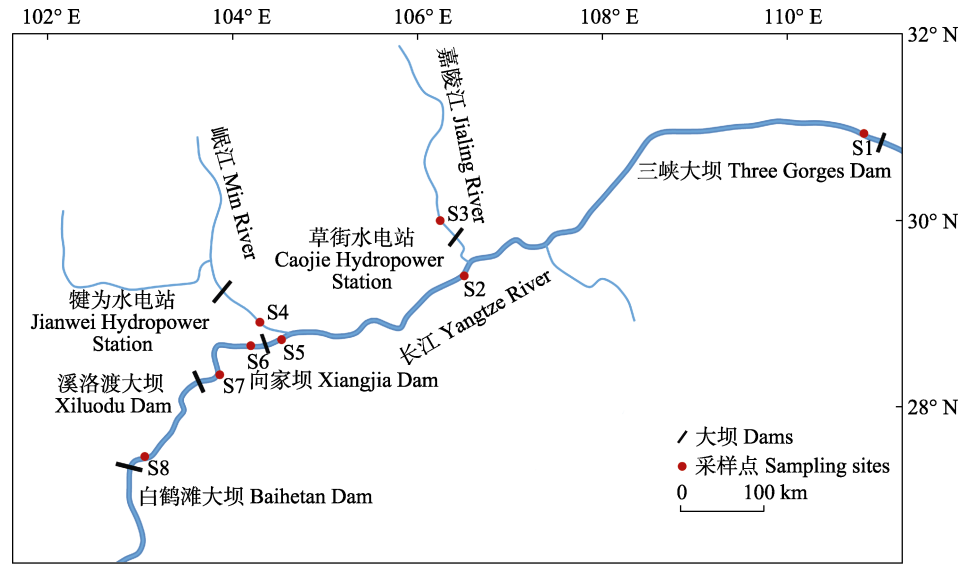 102° E 104° E 106° E 108° E 110° E
32° N
嘉陵江 Jialing River
岷江 Min River
S1
三峡大坝 Three Gorges Dam
S3
30° N
草街水电站
Caojie Hydropower
Station
S2
犍为水电站
Jianwei Hydropower
Station
S4
长江 Yangtze River
S5
S6
向家坝 Xiangjia Dam
S7
溪洛渡大坝
Xiluodu Dam
28° N
S8
白鹤滩大坝 Baihetan Dam
大坝 Dams
采样点 Sampling sites
0 100 km